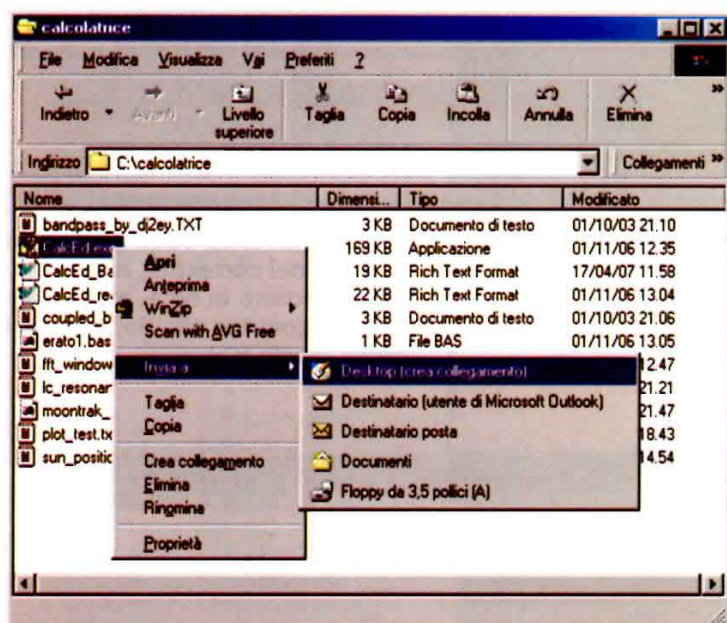 calcolatrice
File Modifica Visualizza Vai Preferiti ?
Indietro Avanti Livello superiore Taglia Copia Incolla Annulla Elimina »
Indirizzo C:\calcolatrice Collegamenti »
Nome Dimensi... Tipo Modificato
bandpass_by_dj2ey.TXT 3 KB Documento di testo 01/10/03 21.10
CalcEd.exe 169 KB Applicazione 01/11/06 12.35
CalcEd_Ba 19 KB Rich Text Format 17/04/07 11.58
CalcEd_rea 22 KB Rich Text Format 01/11/06 13.04
coupled_b 3 KB Documento di testo 01/10/03 21.06
erato1.bas 1 KB File BAS 01/11/06 13.05
fft_window 12.47
lc_resonan 21.21
moontrak_ 21.47
plot_test.tx 18.43
sun_positic 14.54
Apri
Anteprima
WinZip
Scan with AVG Free
Invia a
Taglia
Copia
Crea collegamento
Elimina
Rinomina
Proprietà
Desktop (crea collegamento)
Destinatario (utente di Microsoft Outlook)
Destinatario posta
Documenti
Floppy da 3,5 pollici (A)